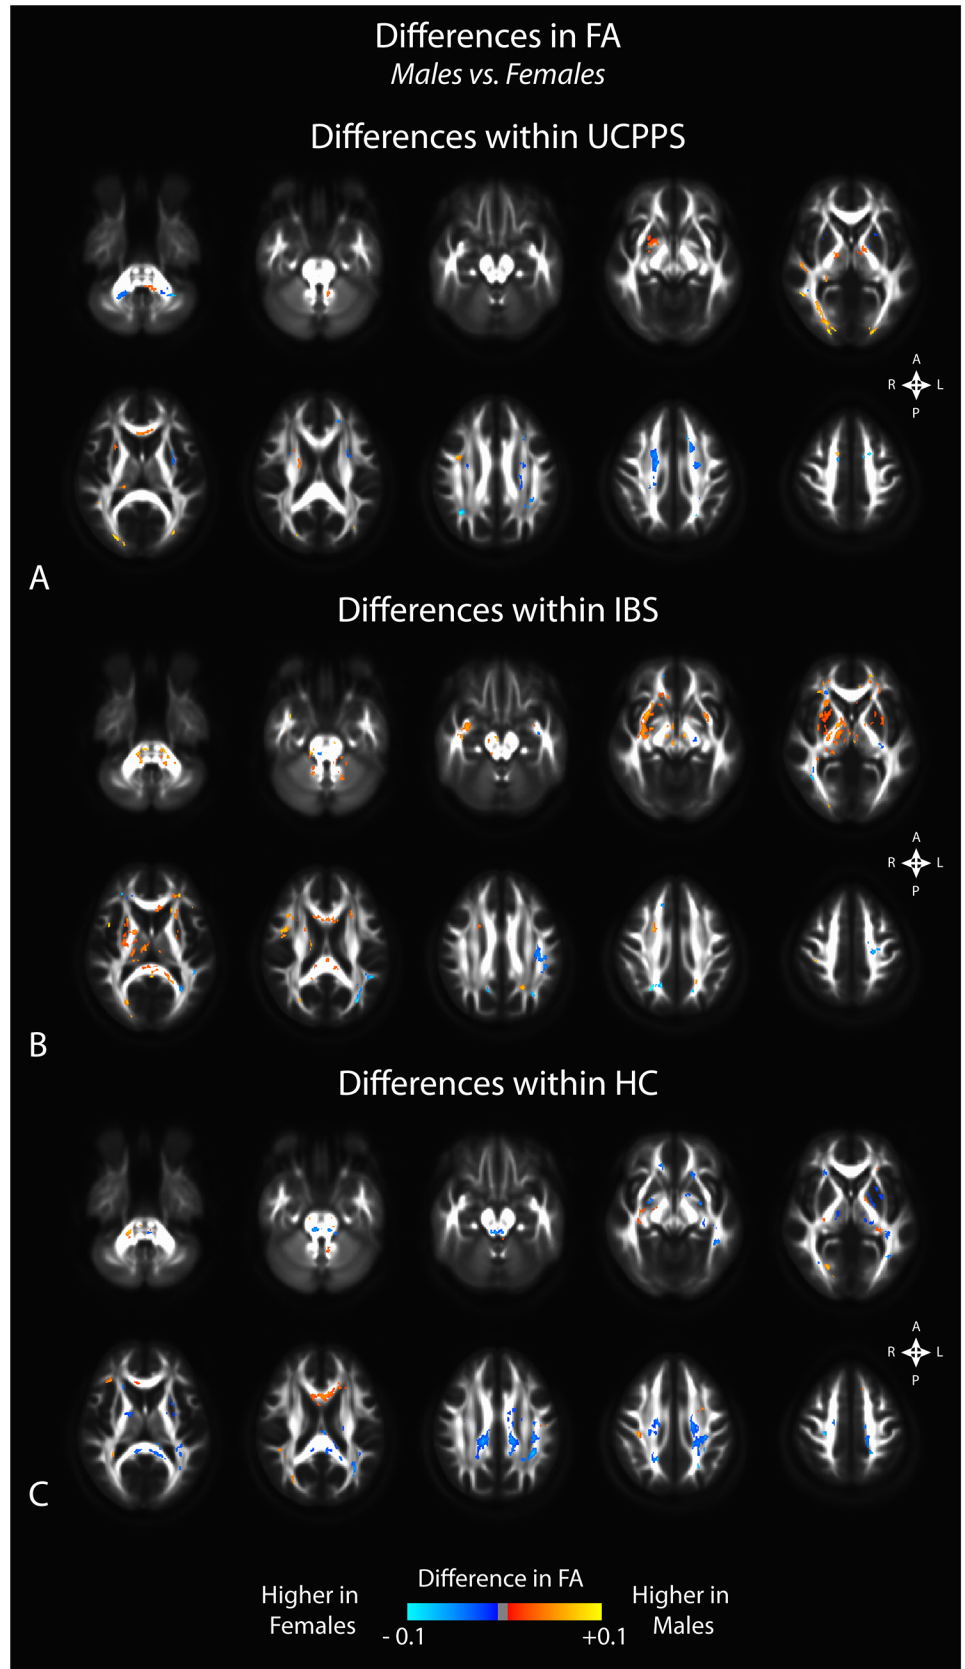 Differences in FA
Males vs. Females
Differences within UCPPS
A
R L
P
A
Differences within IBS
A
R L
P
B
Differences within HC
A
R L
P
C
Difference in FA
Higher in Females
Higher in Males
- 0.1
+0.1